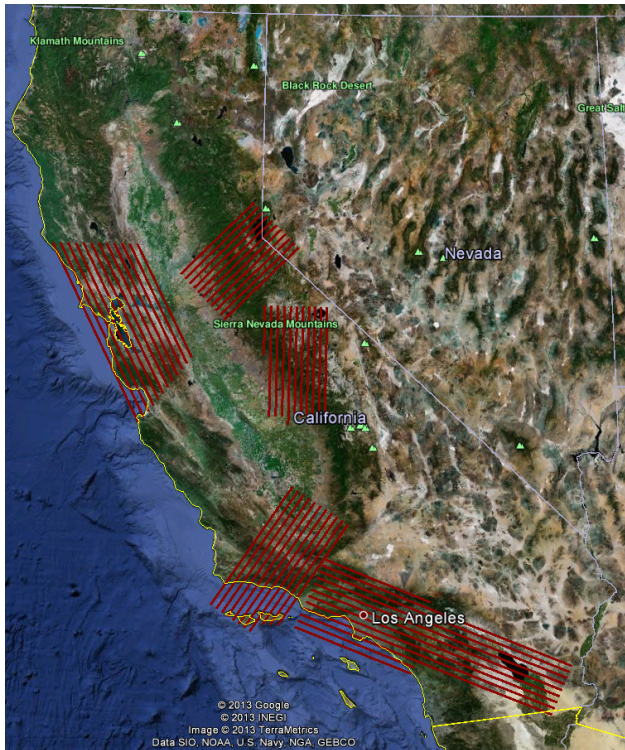 Klamath Mountains
Black Rock Desert
Great Salt
Nevada
Sierra Nevada Mountains
California
Los Angeles
© 2013 Google
© 2013 INEGI
Image © 2013 TerraMetrics
Data SIO, NOAA, U.S. Navy, NGA, GEBCO